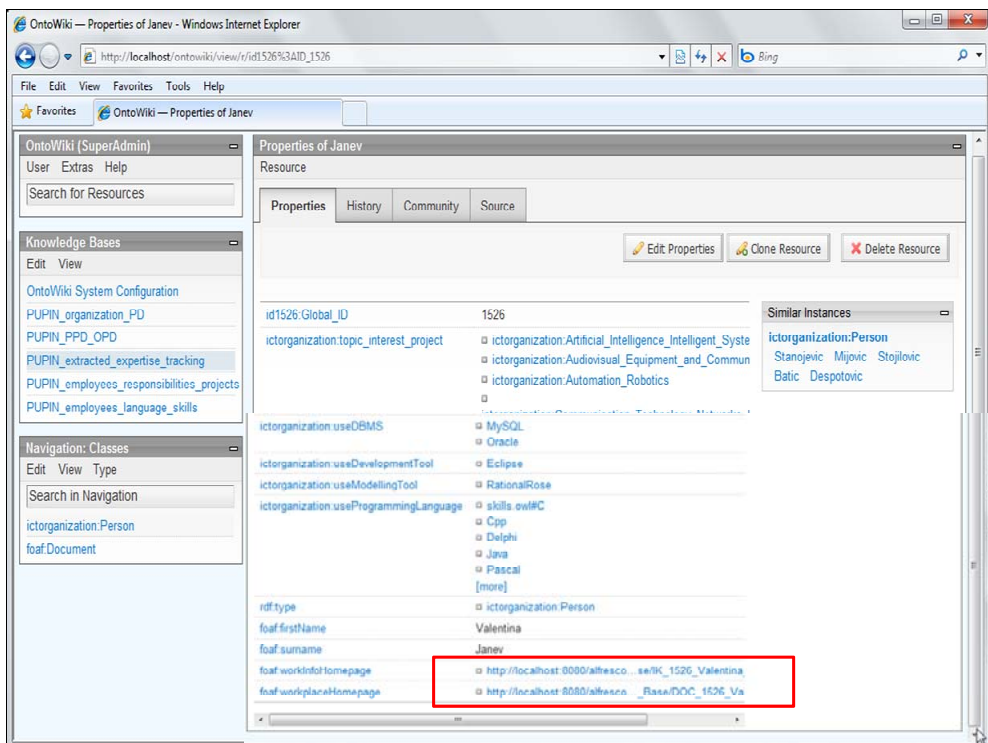 OntoWiki — Properties of Janev - Windows Internet Explorer
http://localhost/ontowiki/view/r/id1526%3AID_1526
Bing
File Edit View Favorites Tools Help
Favorites
OntoWiki — Properties of Janev
OntoWiki (SuperAdmin)
User Extras Help
Search for Resources
Knowledge Bases
Edit View
OntoWiki System Configuration
PUPIN_organization_PD
PUPIN_PPD_OPD
PUPIN_extracted_expertise_tracking
PUPIN_employees_responsibilities_projects
PUPIN_employees_language_skills
Navigation: Classes
Edit View Type
Search in Navigation
ictorganization:Person
foaf:Document
Properties of Janev
Resource
Properties History Community Source
Edit Properties Clone Resource Delete Resource
id1526:Global_ID 1526
ictorganization:topic_interest_project ictorganization:Artificial_Intelligence_Intelligent_Syste
ictorganization:Audiovisual_Equipment_and_Commun
ictorganization:Automation_Robotics
ictorganization:useDBMS MySQL
Oracle
ictorganization:useDevelopmentTool Eclipse
ictorganization:useModellingTool RationalRose
ictorganization:useProgrammingLanguage skills.owl#C
Cpp
Delphi
Java
Pascal
[more]
rdf:type ictorganization:Person
foaf:firstName Valentina
foaf:surname Janev
foaf:workInfoHomepage http://localhost:8080/alfresco...se/IK_1526_Valentina_
foaf:workplaceHomepage http://localhost:8080/alfresco..._Base/DOC_1526_Va
Similar Instances
ictorganization:Person
Stanojevic Mijovic Stojilovic
Batic Despotovic